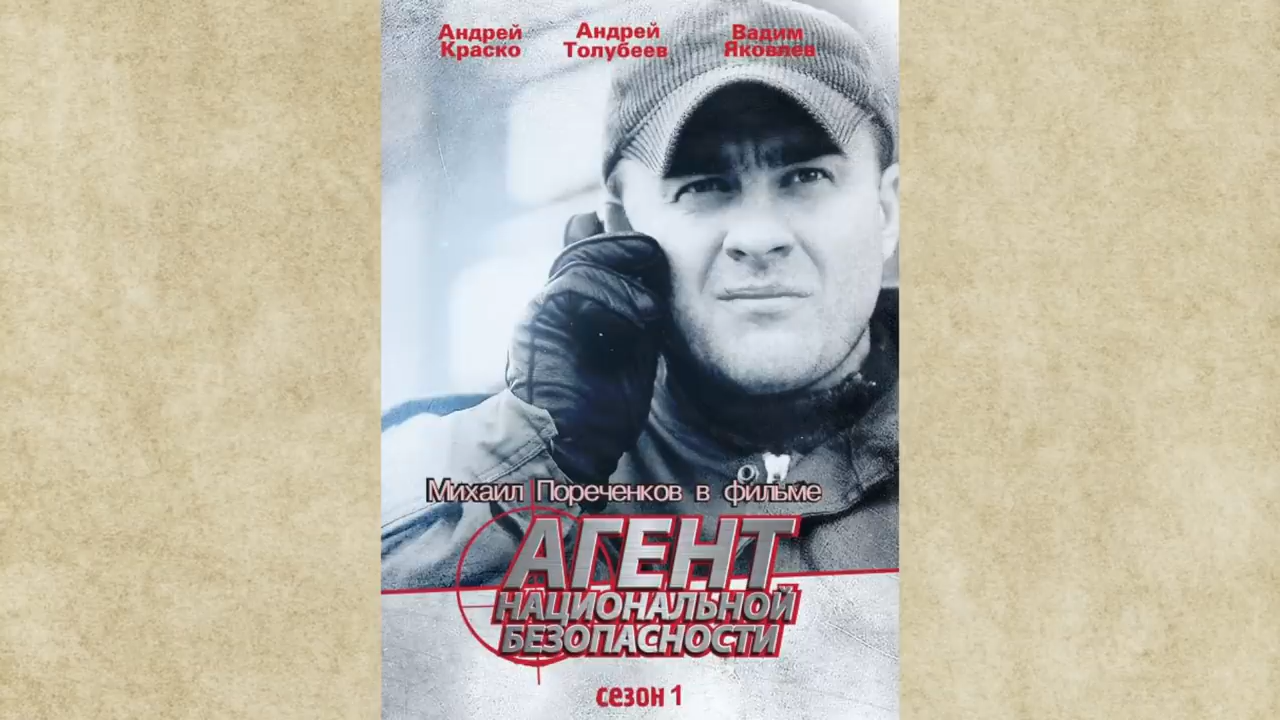 Андрей Краско
Андрей Толубеев
Вадим Яковлев
Михаил Пореченков в фильме
АГЕНТ
НАЦИОНАЛЬНОЙ
БЕЗОПАСНОСТИ
сезон 1